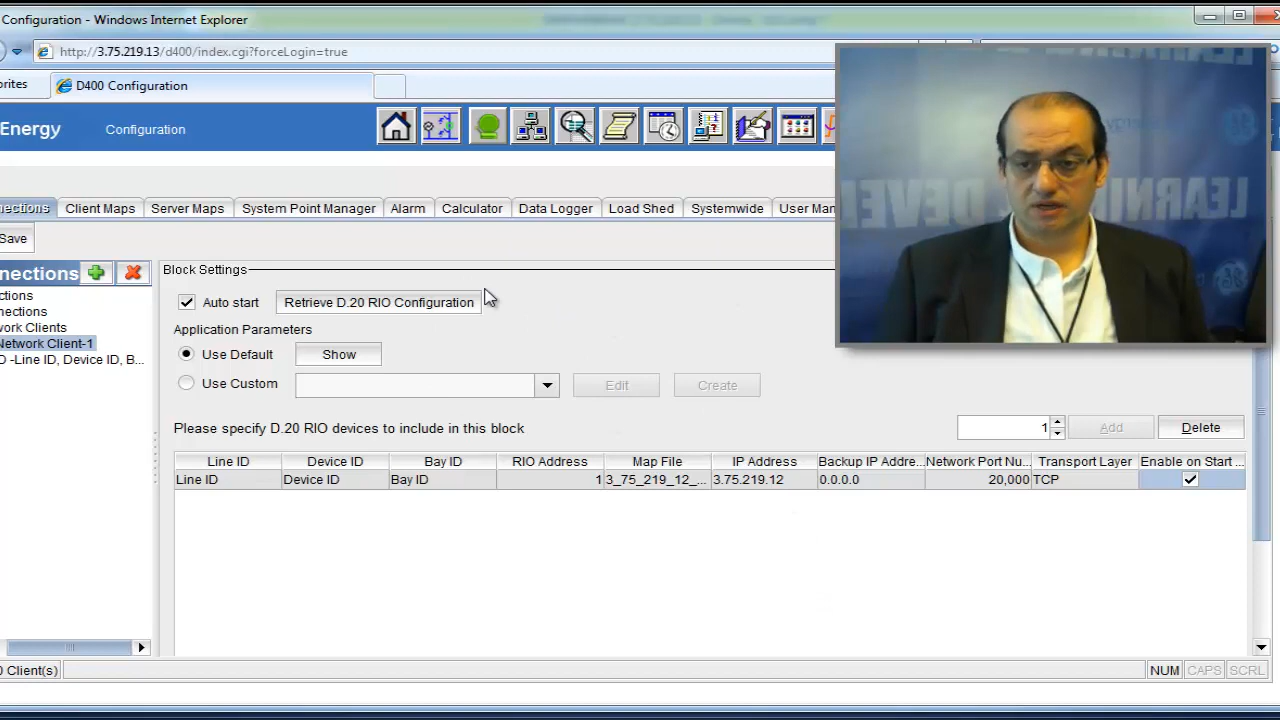 Configuration - Windows Internet Explorer
http://3.75.219.13/d400/index.cgi?forceLogin=true
orites
D400 Configuration
Energy
Configuration
nections
Client Maps
Server Maps
System Point Manager
Alarm
Calculator
Data Logger
Load Shed
Systemwide
User Man
Save
nections
ctions
nections
work Clients
Network Client-1
O -Line ID, Device ID, B...
Block Settings
Auto start
Retrieve D.20 RIO Configuration
Application Parameters
Use Default
Show
Use Custom
Edit
Create
Please specify D.20 RIO devices to include in this block
1
Add
Delete
Line ID Device ID Bay ID RIO Address Map File IP Address Backup IP Addre... Network Port Nu... Transport Layer Enable on Start ...
Line ID Device ID Bay ID 1 3_75_219_12_... 3.75.219.12 0.0.0.0 20,000 TCP
0 Client(s)
NUM CAPS SCRL
LEARN
DEVEL